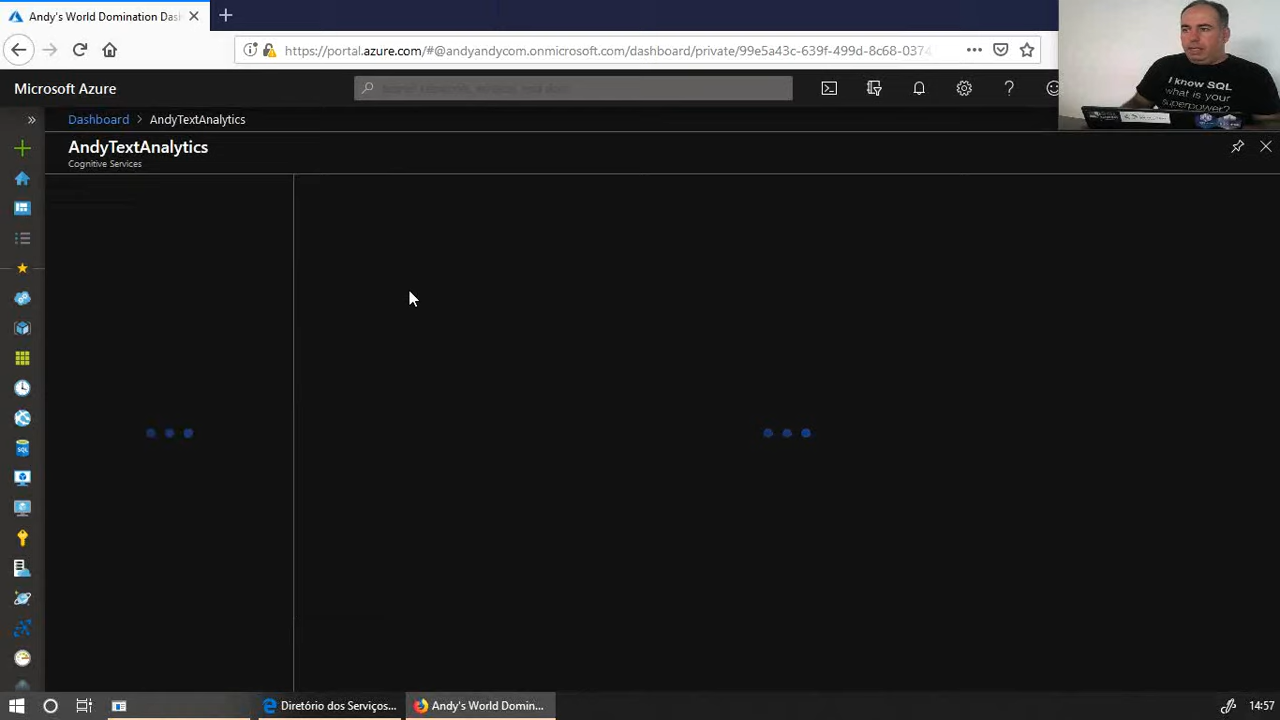 Andy's World Domination Das
https://portal.azure.com/#@andyandycom.onmicrosoft.com/dashboard/private/99e5a43c-639f-499d-8c68-0374
Microsoft Azure
I know SQL
what is your
superpower?
Dashboard > AndyTextAnalytics
AndyTextAnalytics
Cognitive Services
SQL
Diretório dos Serviços...
Andy's World Domin...
14:57